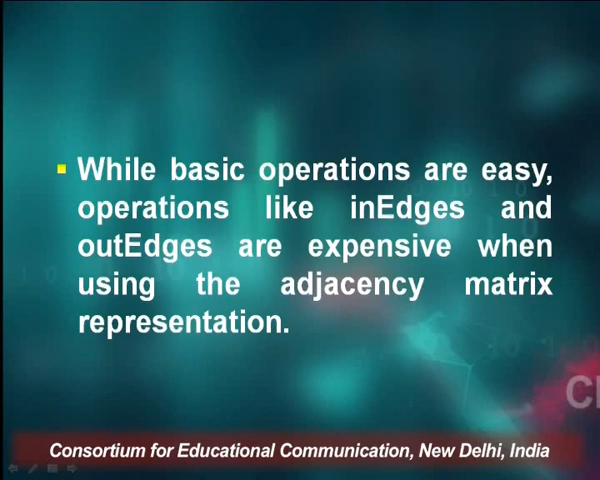 While basic operations are easy,
operations like inEdges and
outEdges are expensive when
using the adjacency matrix
representation.
Consortium for Educational Communication, New Delhi, India